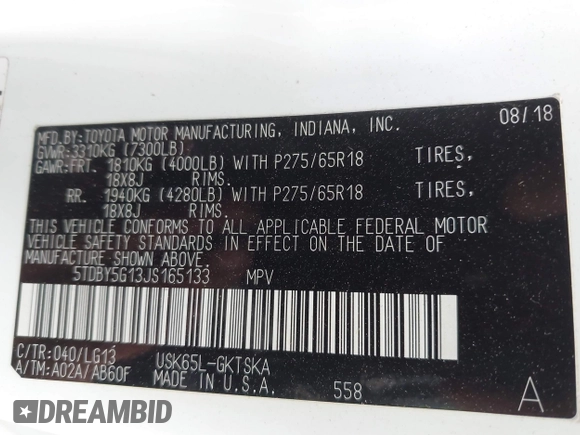 MFD.BY:TOYOTA MOTOR MANUFACTURING, INDIANA, INC. 08/18
GVWR:3310KG (7300LB)
GAWR:FRT. 1810KG (4000LB) WITH P275/65R18 TIRES,
18X8J RIMS.
RR. 1940KG (4280LB) WITH P275/65R18 TIRES,
18X8J RIMS.
THIS VEHICLE CONFORMS TO ALL APPLICABLE FEDERAL MOTOR
VEHICLE SAFETY STANDARDS IN EFFECT ON THE DATE OF
MANUFACTURE SHOWN ABOVE.
5TDBY5G13JS165133 MPV
C/TR:040/LG13 USK65L-GKTSKA
A/TM:A02A/AB60F MADE IN U.S.A. 558 A
AUTOBIDMASTER